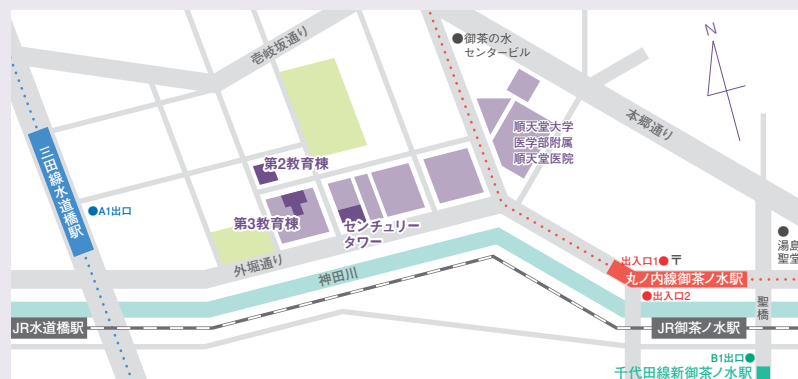 壱岐坂通り
●御茶の水
センタービル
N
本郷通り
順天堂大学
医学部附属
順天堂医院
三田線水道橋駅
●A1出口
第2教育棟
第3教育棟
センチュリー
タワー
外堀通り
神田川
湯島
聖堂
出入口1● 〒
丸ノ内線御茶ノ水駅
●出入口2
聖橋
JR水道橋駅
JR御茶ノ水駅
B1出口●
千代田線新御茶ノ水駅